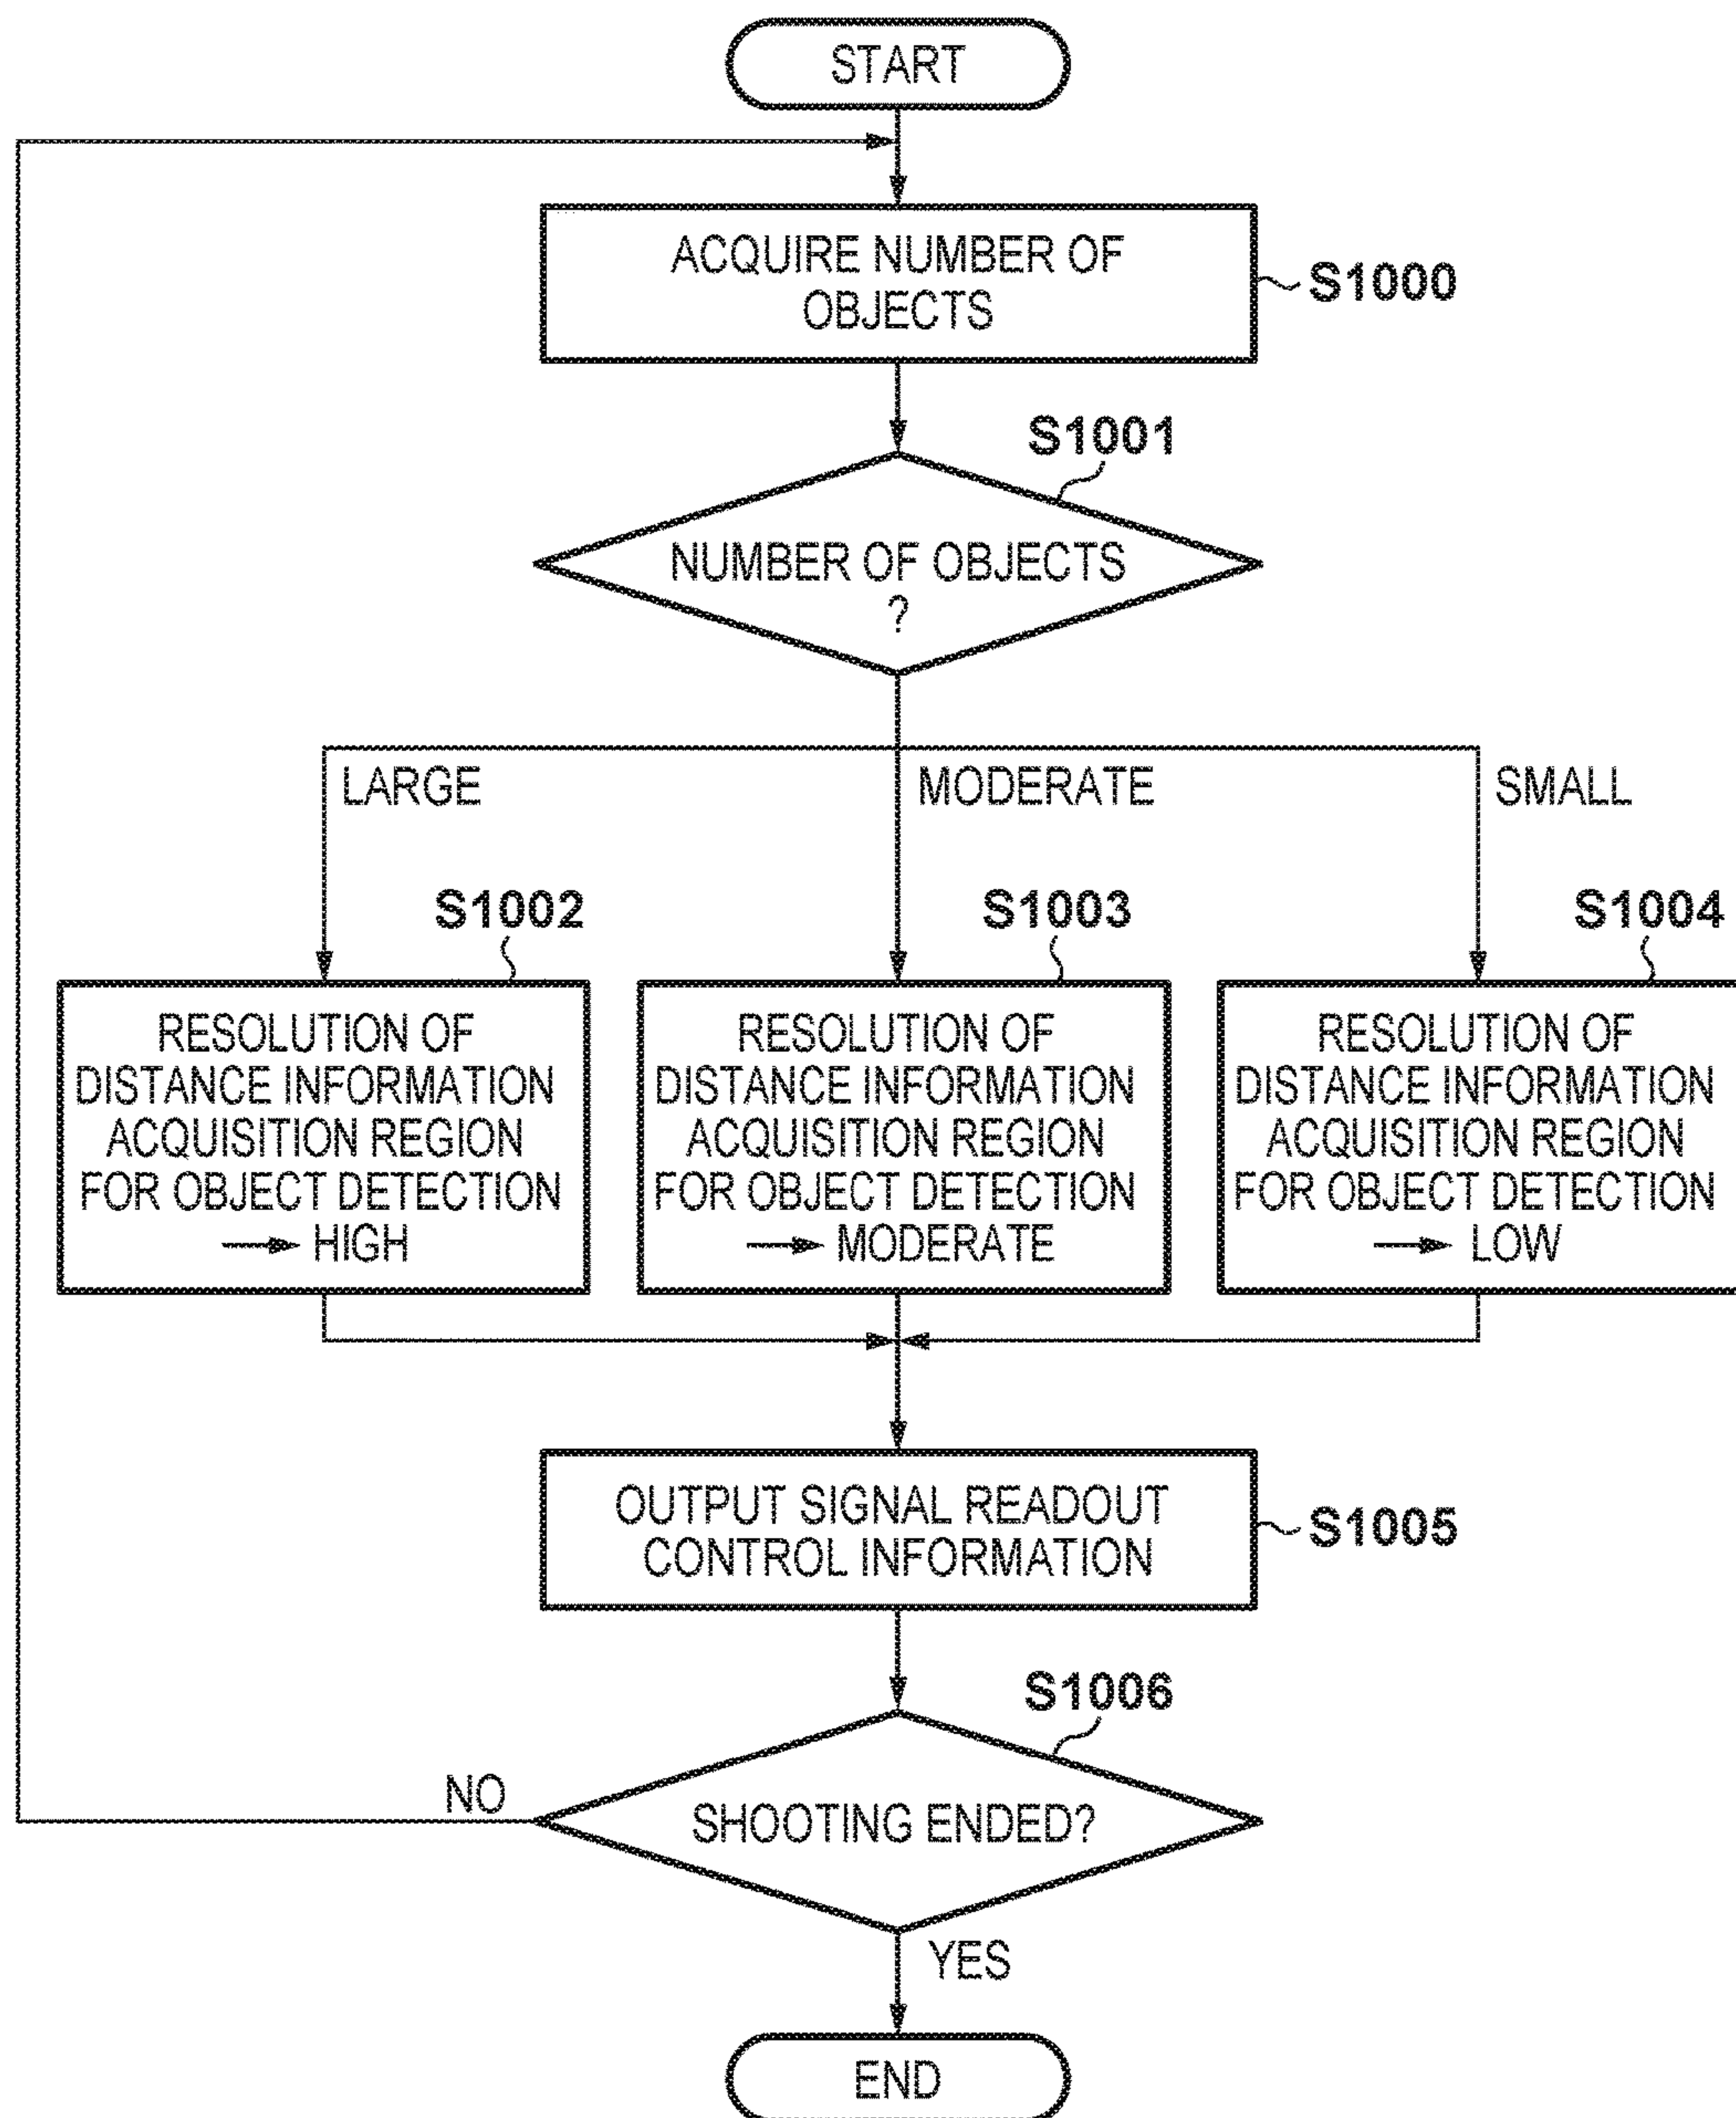 START
ACQUIRE NUMBER OF
OBJECTS
S1000
S1001
NUMBER OF OBJECTS
?
LARGE
MODERATE
SMALL
S1002
RESOLUTION OF
DISTANCE INFORMATION
ACQUISITION REGION
FOR OBJECT DETECTION
→ HIGH
S1003
RESOLUTION OF
DISTANCE INFORMATION
ACQUISITION REGION
FOR OBJECT DETECTION
→ MODERATE
S1004
RESOLUTION OF
DISTANCE INFORMATION
ACQUISITION REGION
FOR OBJECT DETECTION
→ LOW
OUTPUT SIGNAL READOUT
CONTROL INFORMATION
S1005
S1006
NO
SHOOTING ENDED?
YES
END